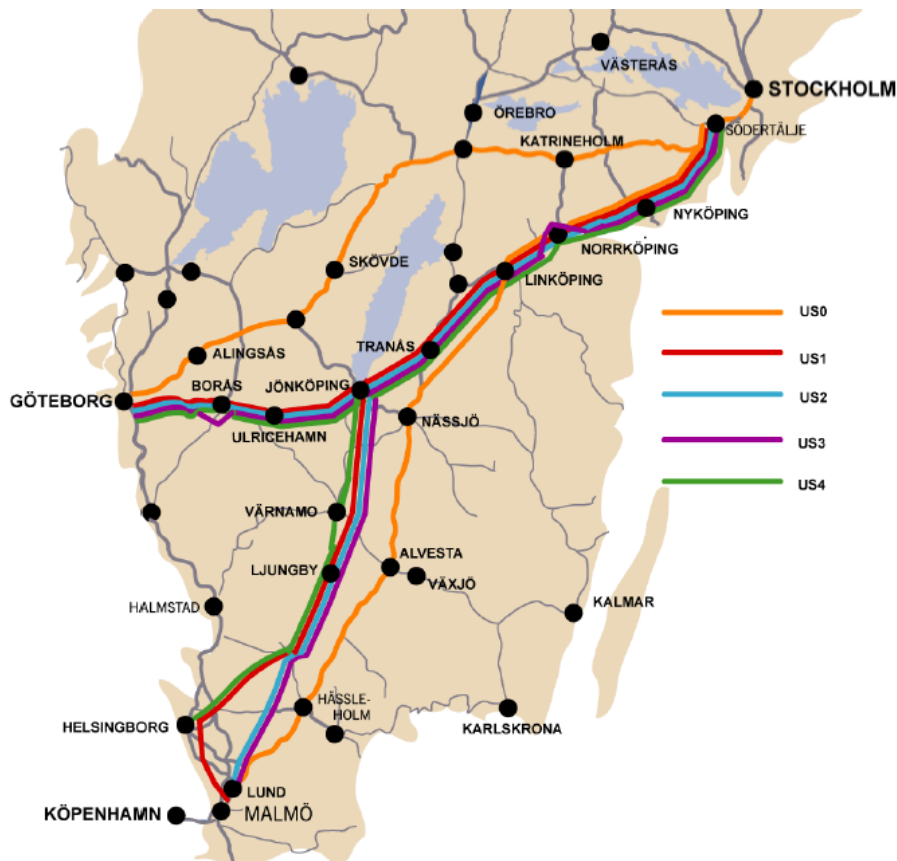 VÄSTERÅS
STOCKHOLM
ÖREBRO
SÖDERTÄLJE
KATRINEHOLM
NYKÖPING
NORRKÖPING
SKÖVDE
LINKÖPING
US0
ALINGSÅS
TRANÅS
US1
BORÅS
JÖNKÖPING
GÖTEBORG
US2
ULRICEHAMN
NÄSSJÖ
US3
US4
VÄRNAMO
ALVESTA
LJUNGBY
VÄXJÖ
HALMSTAD
KALMAR
HÄSSLE-
HOLM
HELSINGBORG
KARLSKRONA
LUND
KÖPENHAMN
MALMÖ